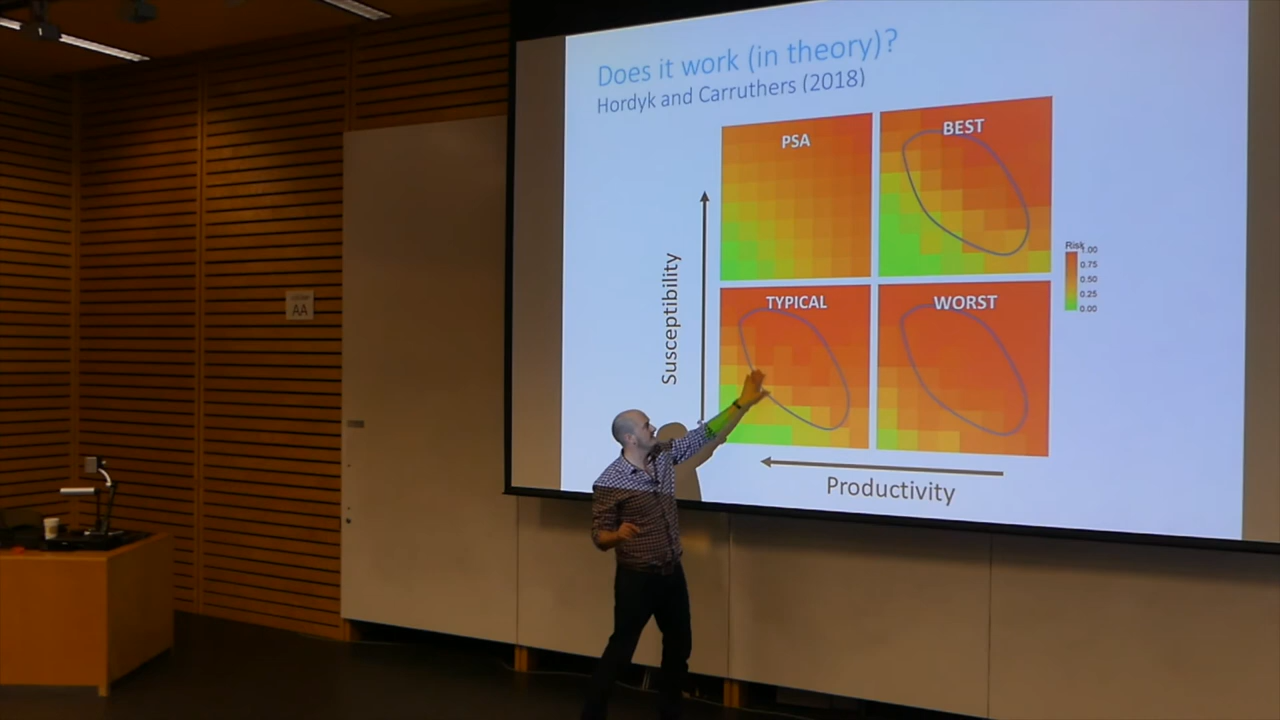 Does it work (in theory)?
Hordyk and Carruthers (2018)
PSA
BEST
Susceptibility
TYPICAL
WORST
Risk
1.00
0.75
0.50
0.25
0.00
Productivity
AA